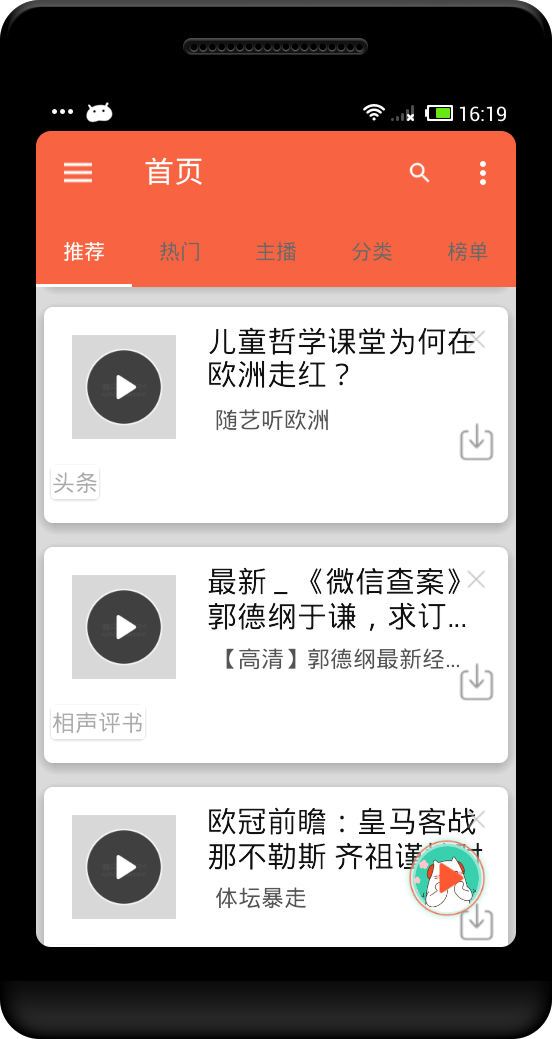 16:19
首页
推荐 热门 主播 分类 榜单
儿童哲学课堂为何在
欧洲走红？
随艺听欧洲
头条
最新_《微信查案》
郭德纲于谦，求订...
【高清】郭德纲最新经...
相声评书
欧冠前瞻：皇马客战
那不勒斯 齐祖谨
体坛暴走